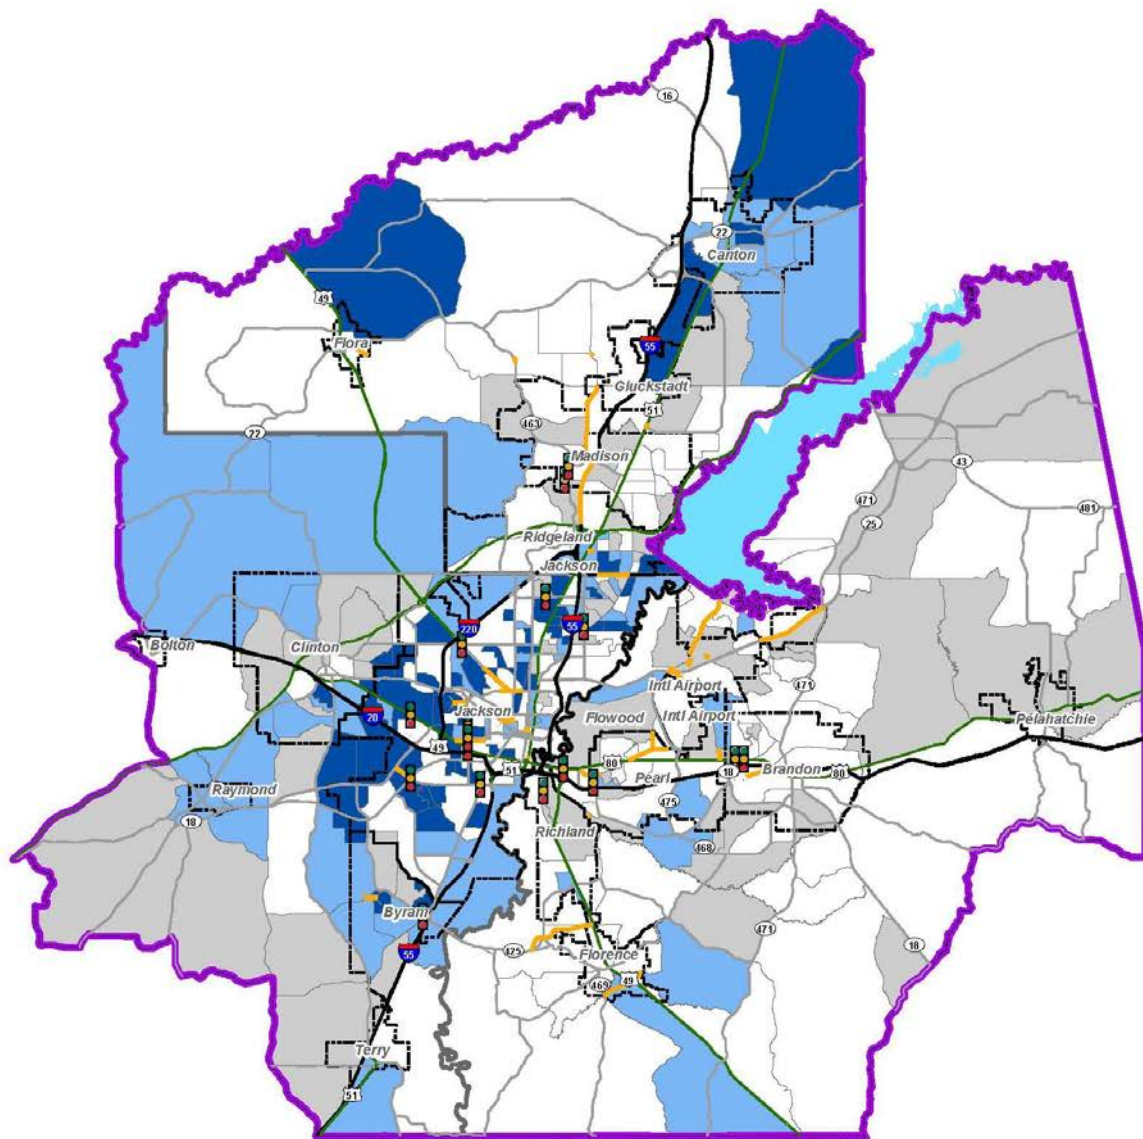 16
22
Canton
49
Flora
55
Gluckstadt
51
463
22
Madison
43
471
25
481
Ridgeland
Jackson
220
55
Bolton
Clinton
Intl Airport
471
Jackson
Flowood
Intl Airport
20
Pelahatchie
49
51
80
18
Brandon
80
Pearl
Raymond
475
18
Richland
468
Byram
471
18
55
425
Florence
469
49
Terry
51